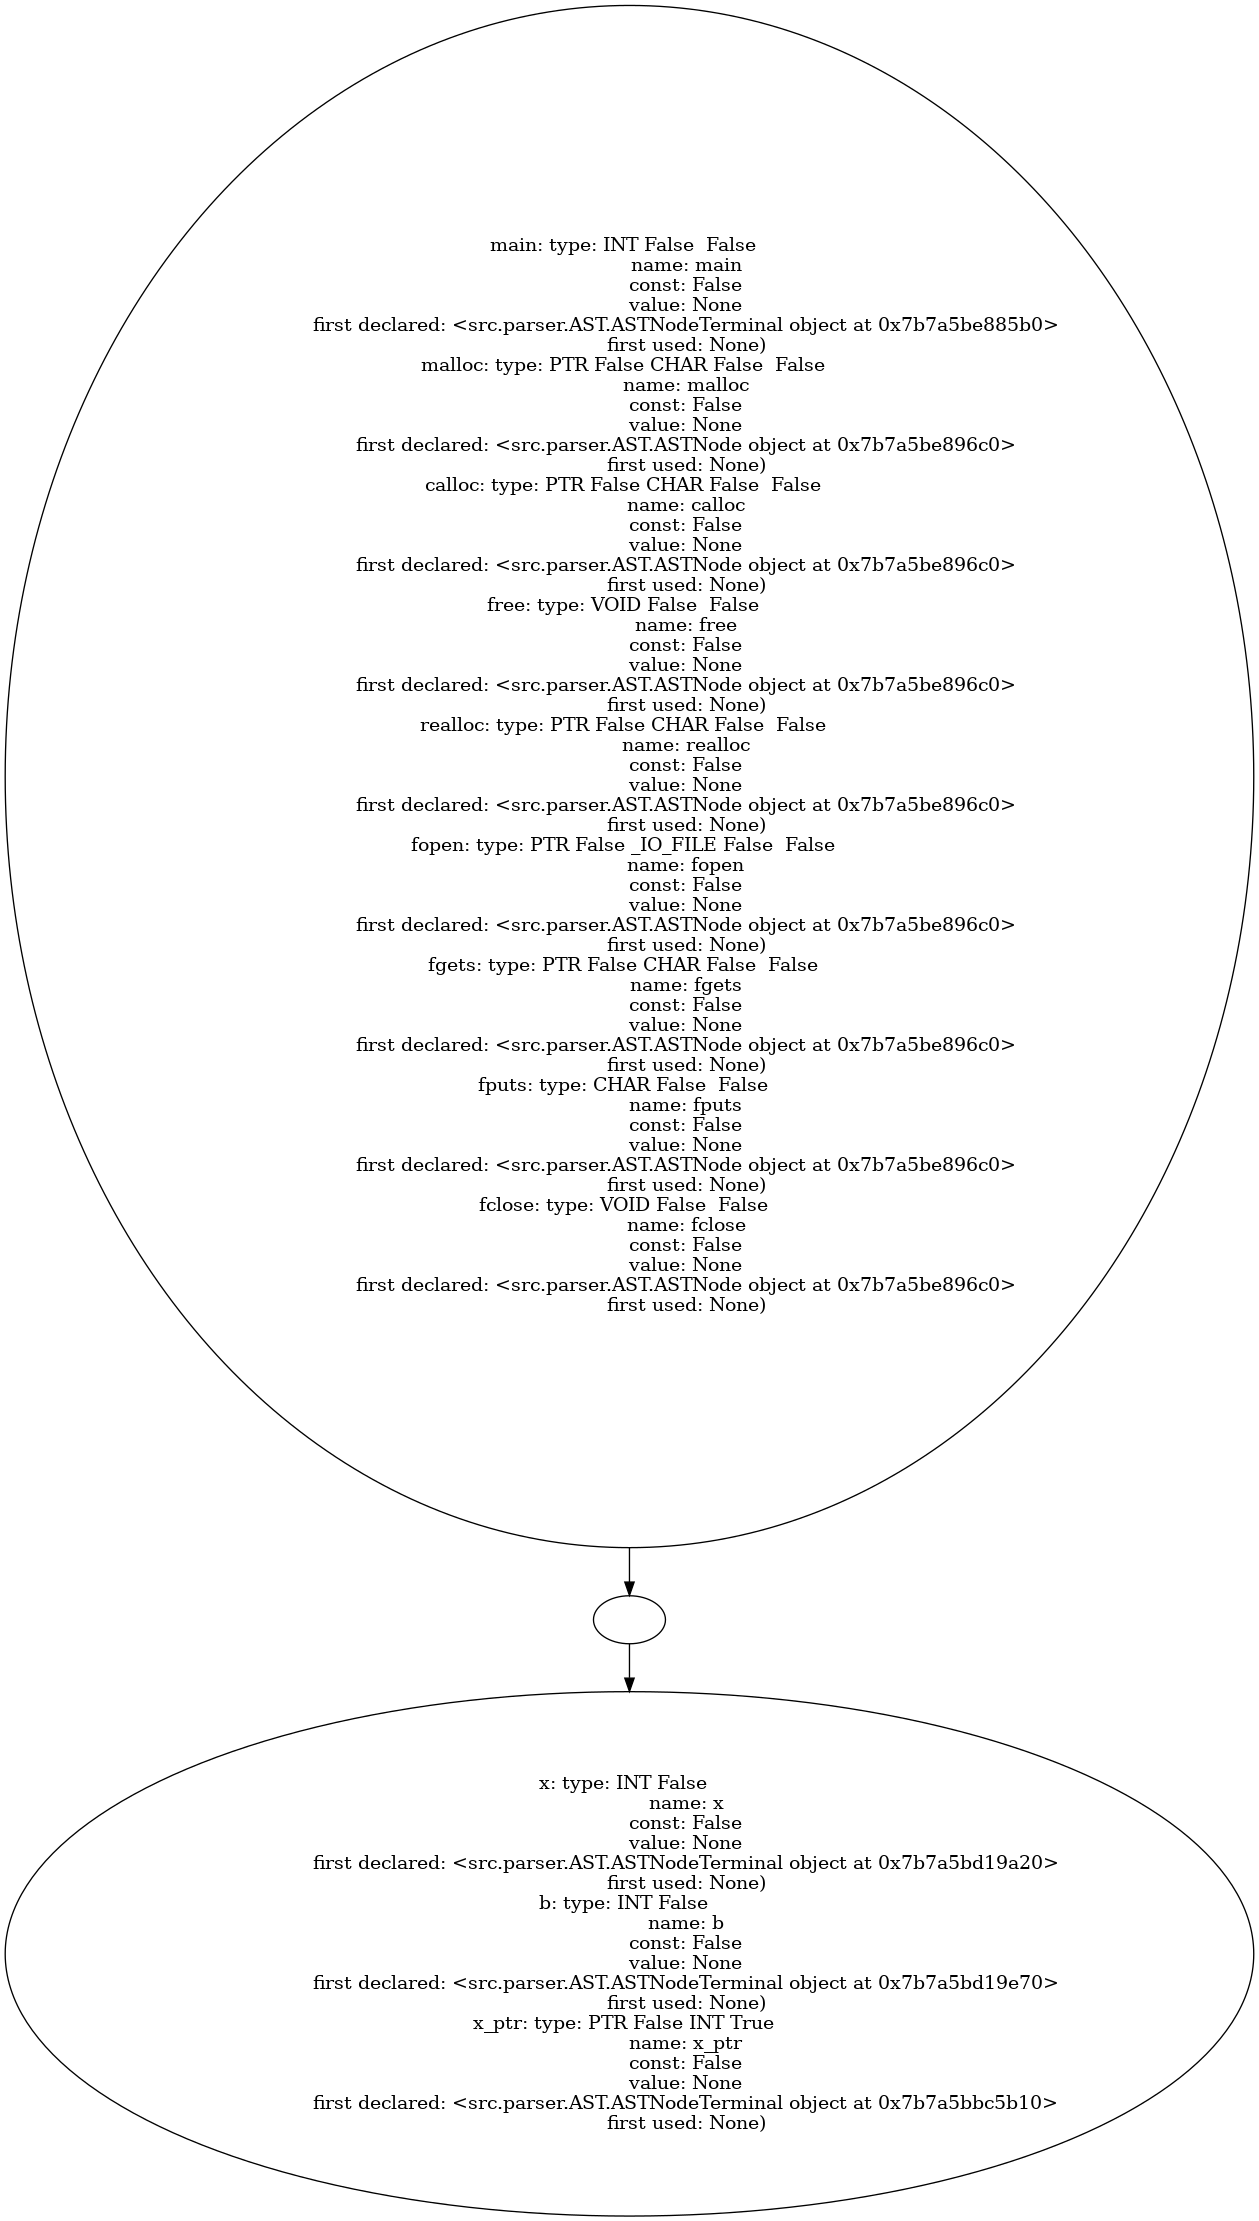 main: type: INT False  False
name: main
const: False
value: None
first declared: <src.parser.AST.ASTNodeTerminal object at 0x7b7a5be885b0>
first used: None)
malloc: type: PTR False CHAR False  False
name: malloc
const: False
value: None
first declared: <src.parser.AST.ASTNode object at 0x7b7a5be896c0>
first used: None)
calloc: type: PTR False CHAR False  False
name: calloc
const: False
value: None
first declared: <src.parser.AST.ASTNode object at 0x7b7a5be896c0>
first used: None)
free: type: VOID False  False
name: free
const: False
value: None
first declared: <src.parser.AST.ASTNode object at 0x7b7a5be896c0>
first used: None)
realloc: type: PTR False CHAR False  False
name: realloc
const: False
value: None
first declared: <src.parser.AST.ASTNode object at 0x7b7a5be896c0>
first used: None)
fopen: type: PTR False _IO_FILE False  False
name: fopen
const: False
value: None
first declared: <src.parser.AST.ASTNode object at 0x7b7a5be896c0>
first used: None)
fgets: type: PTR False CHAR False  False
name: fgets
const: False
value: None
first declared: <src.parser.AST.ASTNode object at 0x7b7a5be896c0>
first used: None)
fputs: type: CHAR False  False
name: fputs
const: False
value: None
first declared: <src.parser.AST.ASTNode object at 0x7b7a5be896c0>
first used: None)
fclose: type: VOID False  False
name: fclose
const: False
value: None
first declared: <src.parser.AST.ASTNode object at 0x7b7a5be896c0>
first used: None)
x: type: INT False
name: x
const: False
value: None
first declared: <src.parser.AST.ASTNodeTerminal object at 0x7b7a5bd19a20>
first used: None)
b: type: INT False
name: b
const: False
value: None
first declared: <src.parser.AST.ASTNodeTerminal object at 0x7b7a5bd19e70>
first used: None)
x_ptr: type: PTR False INT True
name: x_ptr
const: False
value: None
first declared: <src.parser.AST.ASTNodeTerminal object at 0x7b7a5bbc5b10>
first used: None)